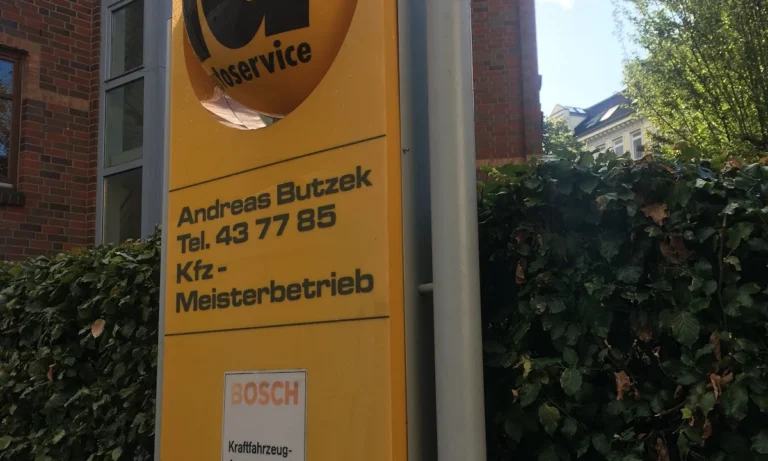 toservice
Andreas Butzek
Tel. 43 77 85
Kfz -
Meisterbetrieb
BOSCH
Kraftfahrzeug-